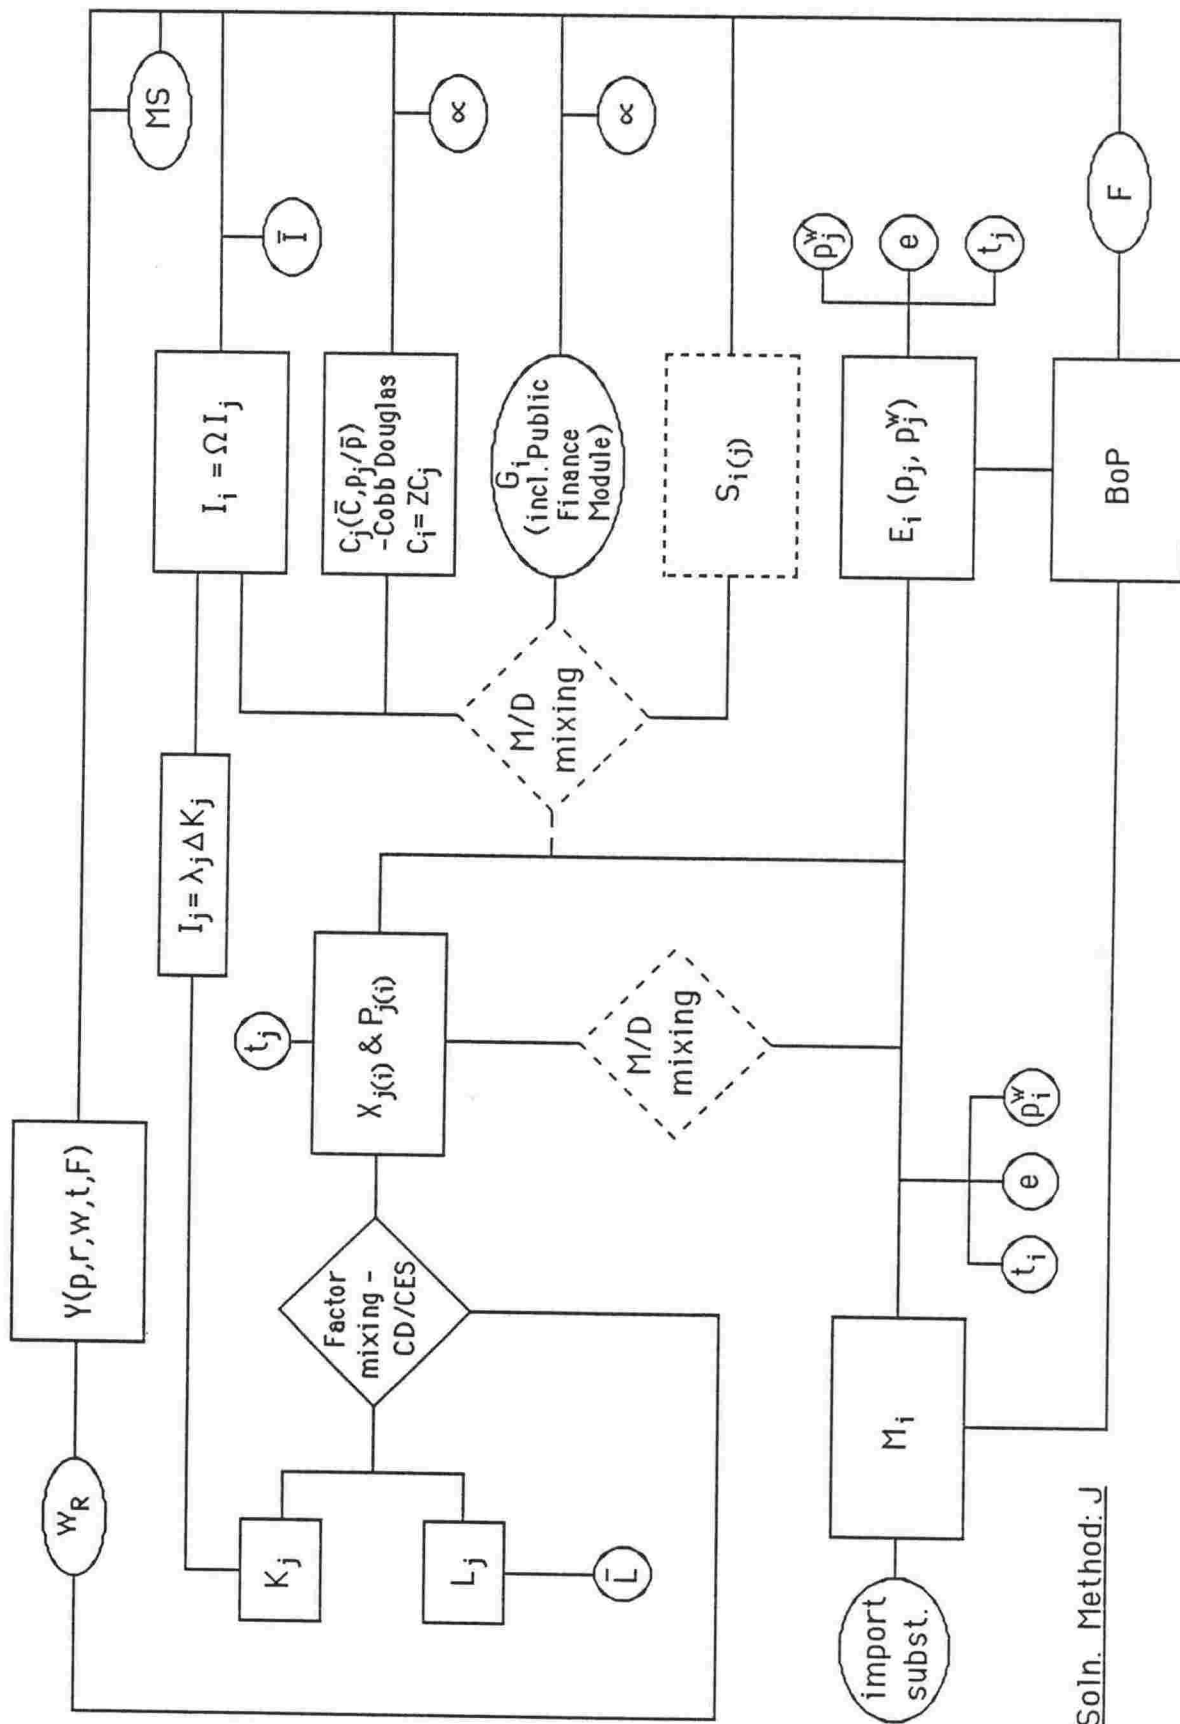 W_R
Y(p,r,w,t,F)
MS
I_j = λ_j Δ K_j
I_i = Ω I_j
Ī
K_j
t_j
L_j
L̄
Factor
mixing -
CD/CES
X_j(i) & P_j(i)
C_j(C̄, p_j/p̄)
-Cobb Douglas
C_i = ZC_j
∝
M/D
mixing
G_i
(incl. Public
Finance
Module)
∝
M/D
mixing
S_i(j)
import
subst.
M_i
t_i
e
p_i^w
E_i (p_j, p_j^w)
p_j^w
e
t_j
BoP
F
Soln. Method: J